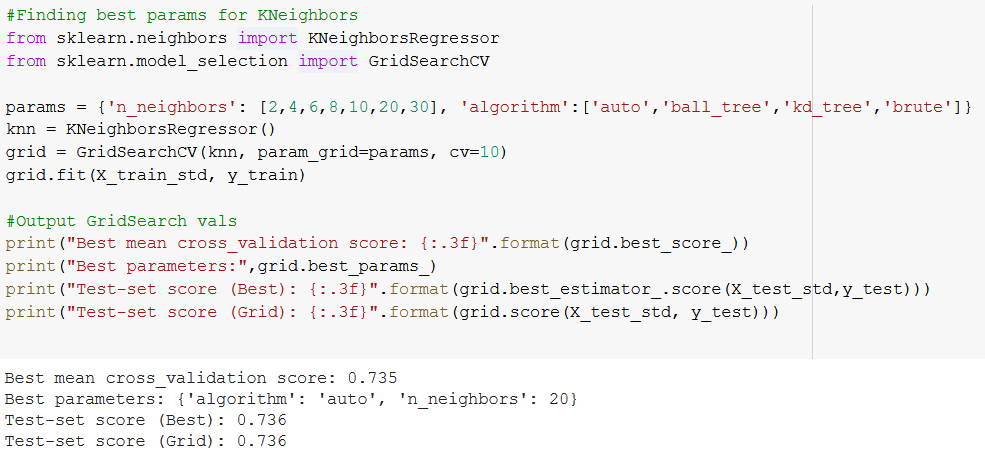 #Finding best params for KNeighbors
from sklearn.neighbors import KNeighborsRegressor
from sklearn.model_selection import GridSearchCV
params = {'n_neighbors': [2,4,6,8,10,20,30], 'algorithm':['auto','ball_tree','kd_tree','brute']}
knn = KNeighborsRegressor()
grid = GridSearchCV(knn, param_grid=params, cv=10)
grid.fit(X_train_std, y_train)
#Output GridSearch vals
print("Best mean cross_validation score: {:.3f}".format(grid.best_score_))
print("Best parameters:",grid.best_params_)
print("Test-set score (Best): {:.3f}".format(grid.best_estimator_.score(X_test_std,y_test)))
print("Test-set score (Grid): {:.3f}".format(grid.score(X_test_std, y_test)))
Best mean cross_validation score: 0.735
Best parameters: {'algorithm': 'auto', 'n_neighbors': 20}
Test-set score (Best): 0.736
Test-set score (Grid): 0.736